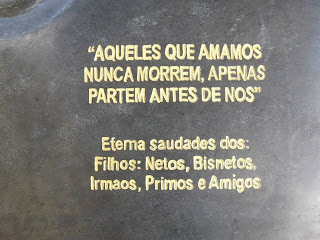 “AQUELES QUE AMAMOS
NUNCA MORREM, APENAS
PARTEM ANTES DE NOS”
Eterna saudades dos:
Filhos: Netos, Bisnetos,
Irmaos, Primos e Amigos